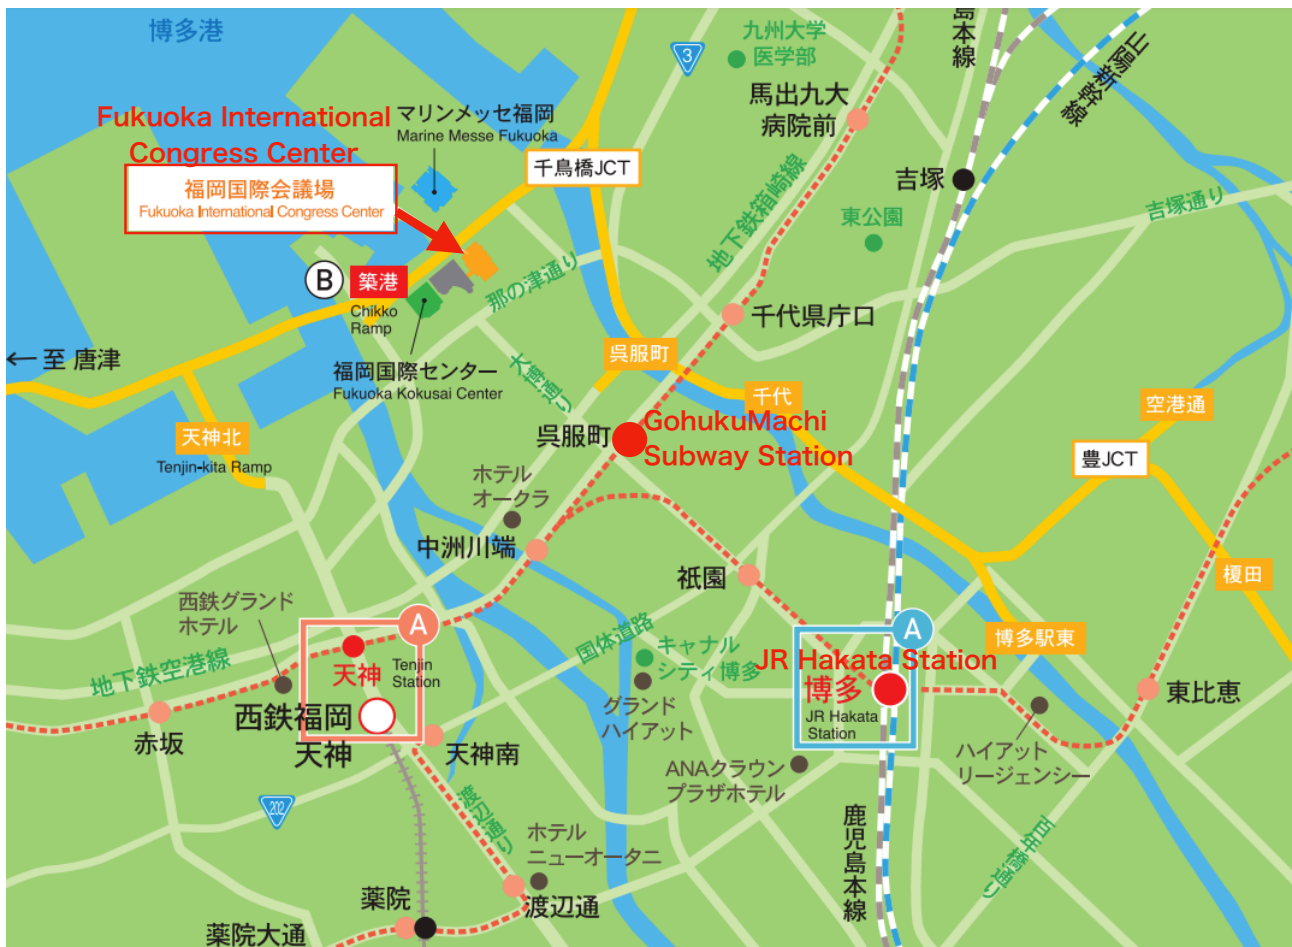 博多港
九州大学
医学部
3
馬出九大
病院前
島本線
山陽新幹線
Fukuoka International
Congress Center
マリンメッセ福岡
Marine Messe Fukuoka
千鳥橋JCT
福岡国際会議場
Fukuoka International Congress Center
地下鉄箱崎線
吉塚
東公園
吉塚通り
B
築港
Chikko
Ramp
那の津通り
千代県庁口
← 至 唐津
福岡国際センター
Fukuoka Kokusai Center
大博通り
呉服町
千代
空港通
天神北
Tenjin-kita Ramp
呉服町
GohukuMachi
Subway Station
豊JCT
ホテル
オークラ
中洲川端
祇園
榎田
西鉄グランド
ホテル
A
国体道路
キャナル
シティ博多
A
博多駅東
地下鉄空港線
天神
Tenjin
Station
JR Hakata Station
博多
JR Hakata
Station
東比恵
赤坂
西鉄福岡
天神
天神南
グランド
ハイアット
ANAクラウン
プラザホテル
ハイアット
リージェンシー
202
渡辺通り
ホテル
ニューオータニ
鹿児島本線
百年橋通り
薬院
渡辺通
薬院大通